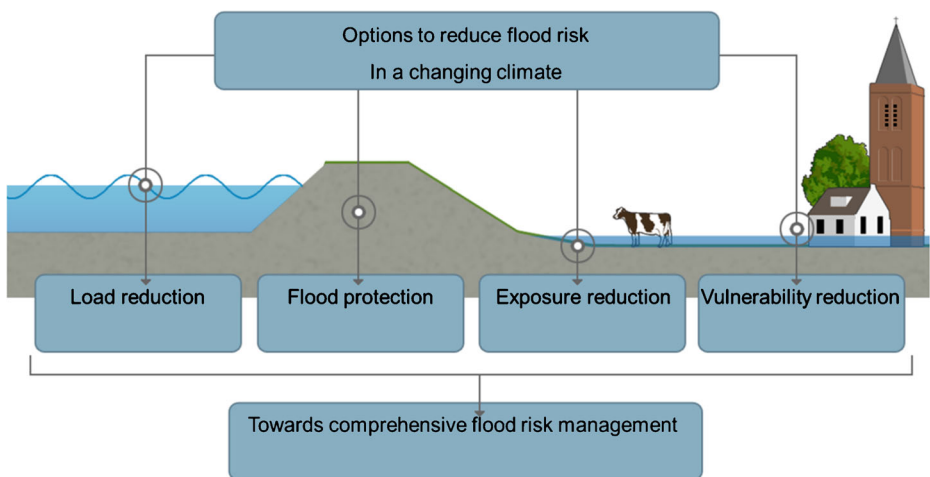 Options to reduce flood risk
In a changing climate
Load reduction
Flood protection
Exposure reduction
Vulnerability reduction
Towards comprehensive flood risk management